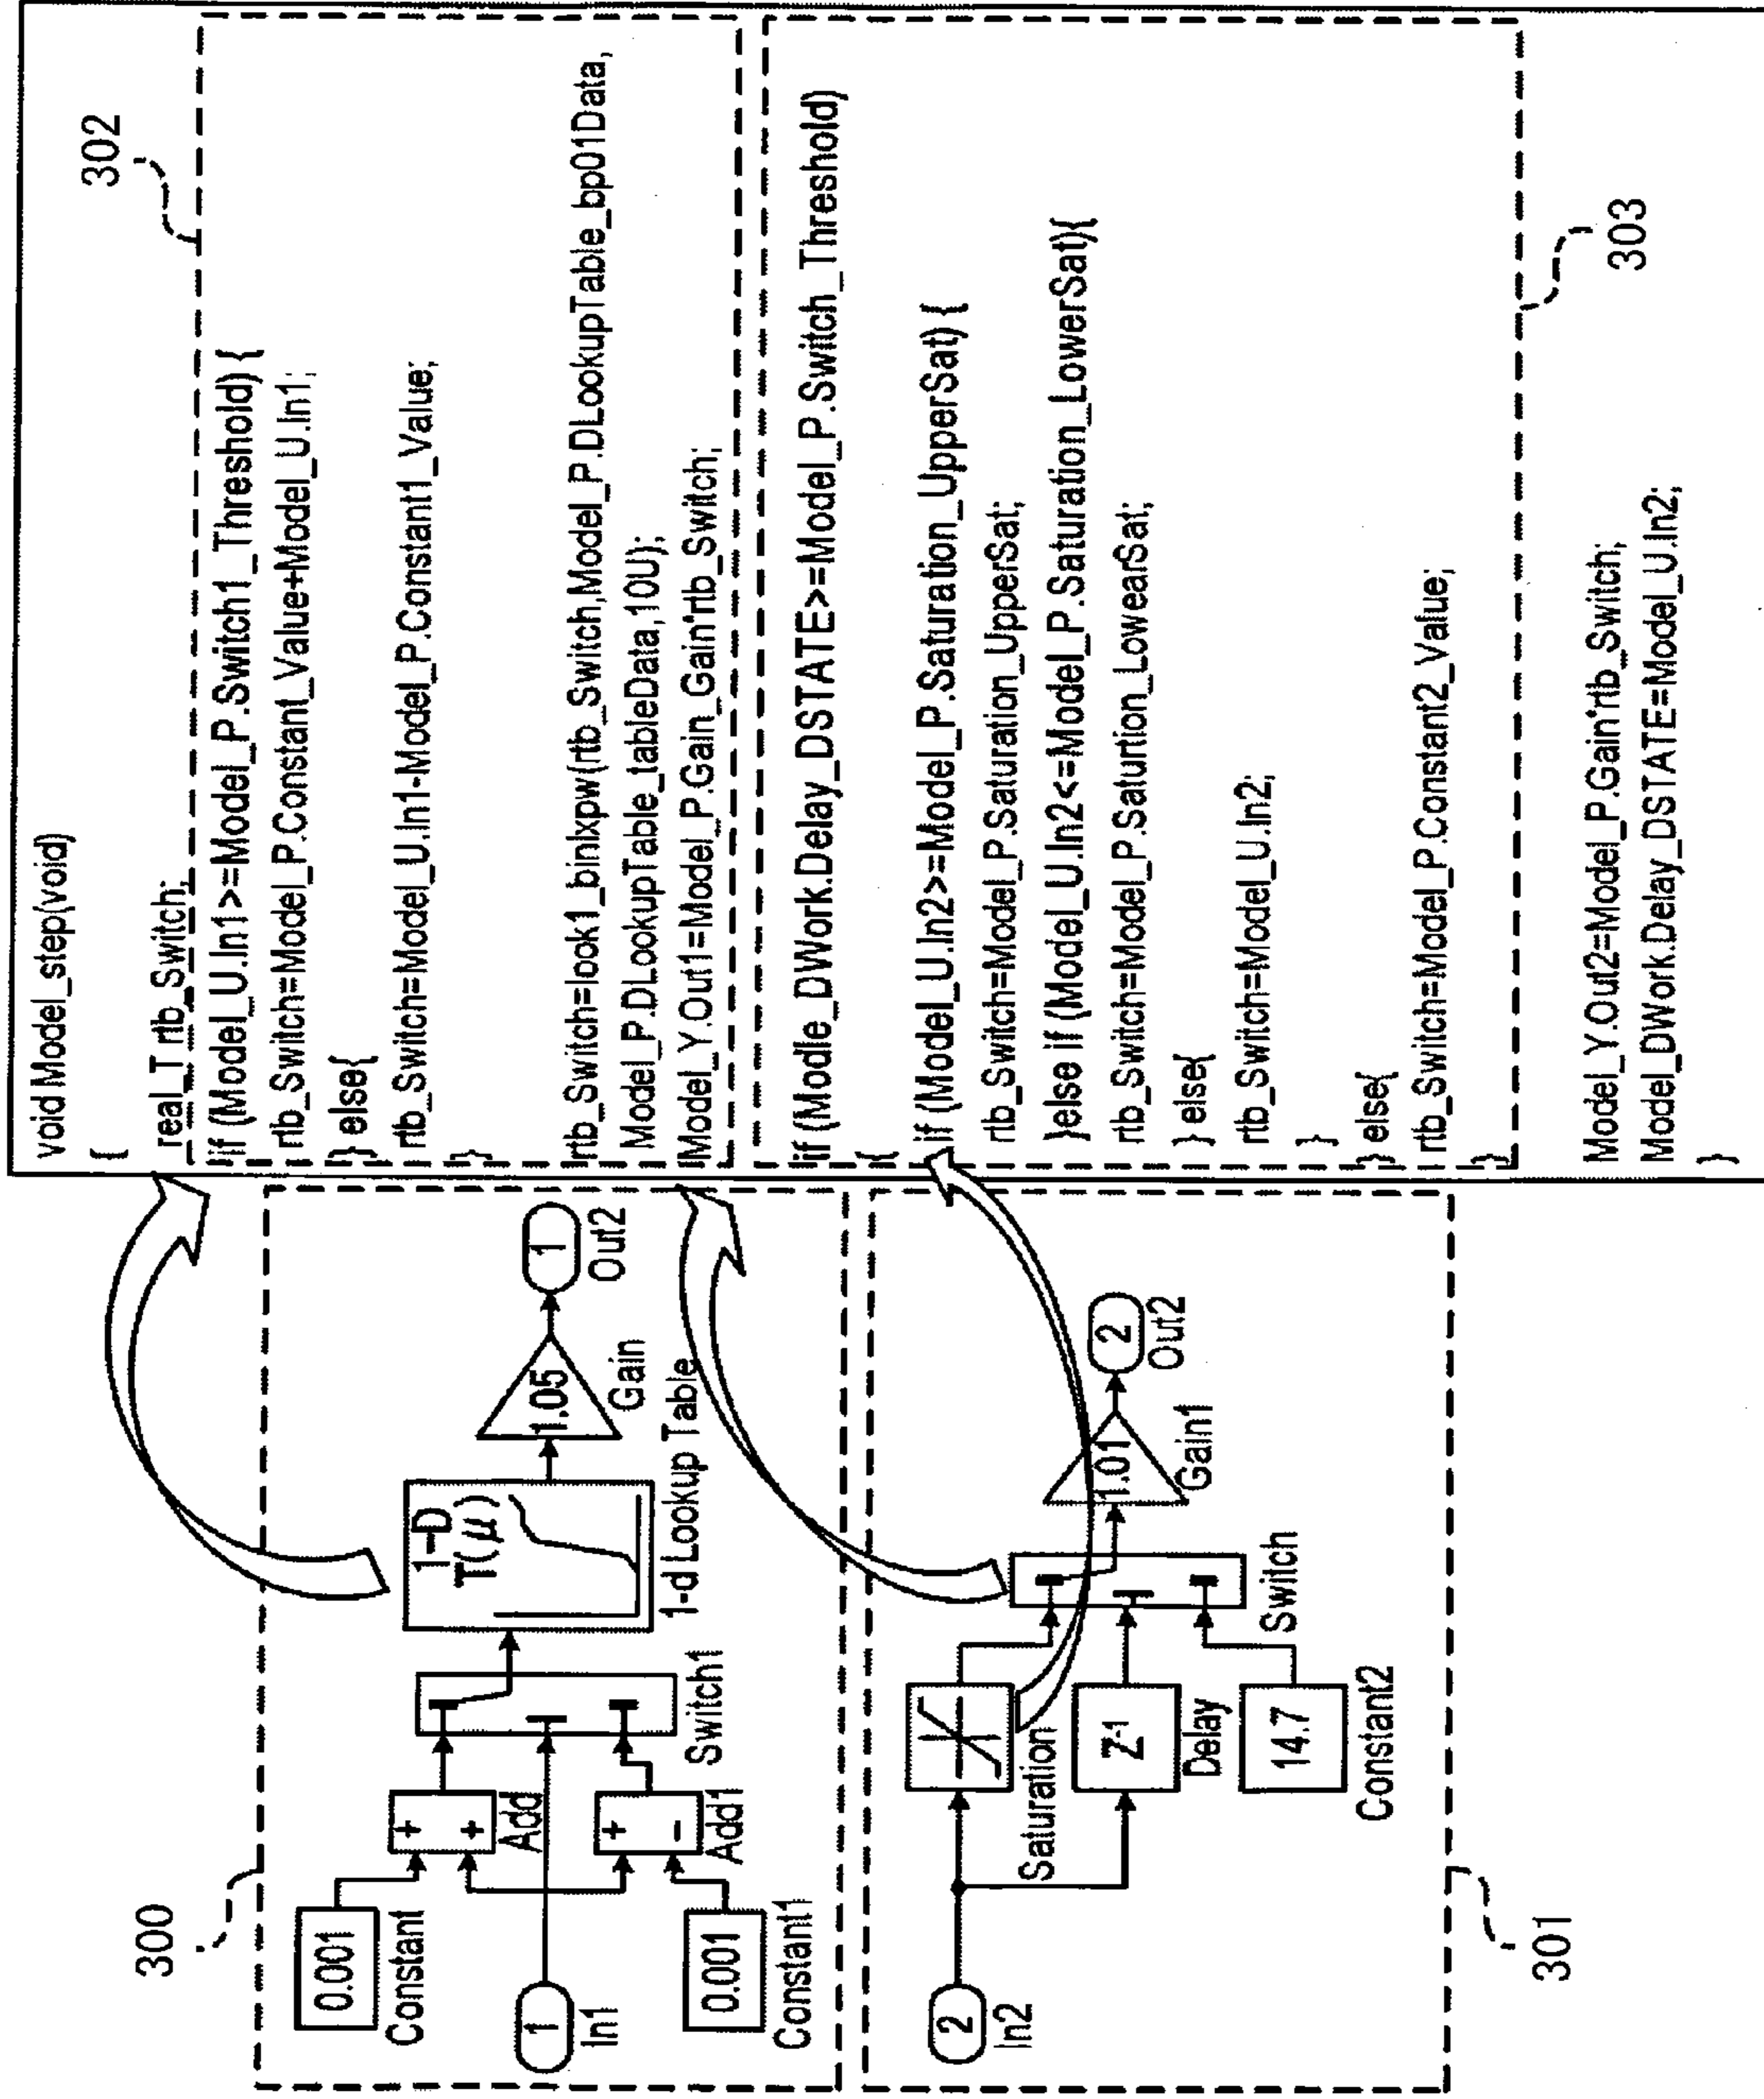 300
0.001
Constant
1
In1
0.001
Constant1
+
+
Add
+
-
Add1
Switch1
1-D
T(μ)
1-d Lookup Table
1.05
Gain
1
Out2
2
In2
Saturation
Z-1
Delay
14.7
Constant2
Switch
1.01
Gain1
2
Out2
301
void Model_step(void)
{
real_T rtb_Switch;
302
if (Model_U.In1>=Model_P.Switch1_Threshold) {
rtb_Switch=Model_P.Constant_Value+Model_U.In1;
} else{
rtb_Switch=Model_U.In1-Model_P.Constant1_Value;
}
rtb_Switch=look1_binlxpw(rtb_Switch,Model_P.DLookupTable_bp01Data,
Model_P.DLookupTable_tableData,10U);
Model_Y.Out1=Model_P.Gain_Gain*rtb_Switch;
if (Modle_DWork.Delay_DSTATE>=Model_P.Switch_Threshold)
{
if (Model_U.In2>=Model_P.Saturation_UpperSat) {
rtb_Switch=Model_P.Saturation_UpperSat;
}else if (Model_U.In2<=Model_P.Saturation_LowerSat){
rtb_Switch=Model_P.Saturtion_LowearSat;
} else{
rtb_Switch=Model_U.In2;
}
} else{
rtb_Switch=Model_P.Constant2_Value;
}
303
Model_Y.Out2=Model_P.Gain*rtb_Switch;
Model_DWork.Delay_DSTATE=Model_U.In2;
}